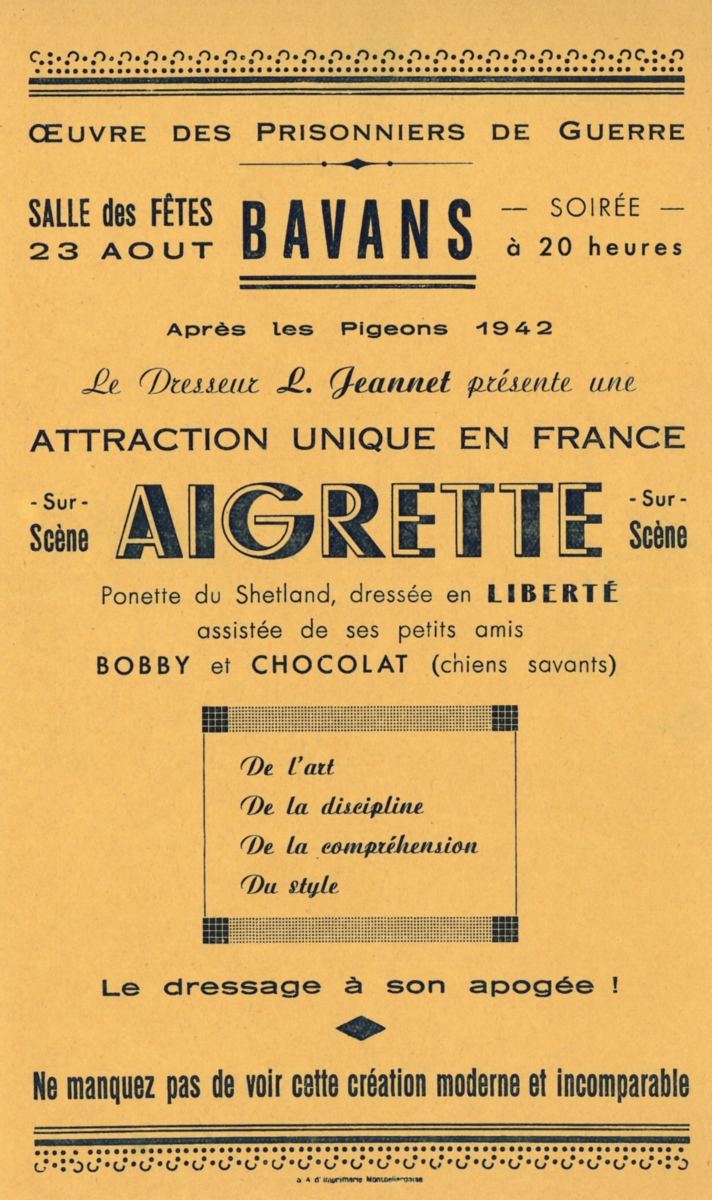 ŒUVRE DES PRISONNIERS DE GUERRE
SALLE des FÊTES
23 AOUT
BAVANS
— SOIRÉE —
à 20 heures
Après les Pigeons 1942
Le Dresseur L. Jeannet présente une
ATTRACTION UNIQUE EN FRANCE
- Sur -
Scène
AIGRETTE
- Sur -
Scène
Ponette du Shetland, dressée en LIBERTÉ
assistée de ses petits amis
BOBBY et CHOCOLAT (chiens savants)
De l'art
De la discipline
De la compréhension
Du style
Le dressage à son apogée !
Ne manquez pas de voir cette création moderne et incomparable
A d'Imprimerie Montbéliardaise